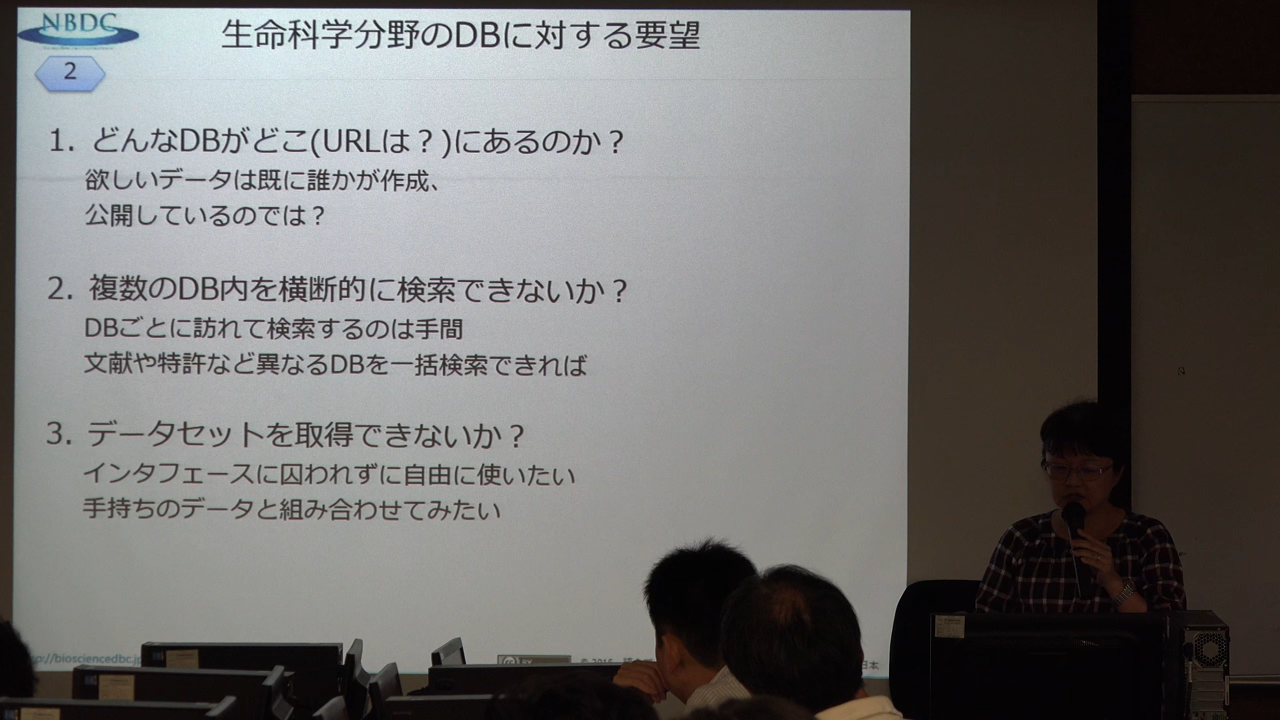 NBDC
生命科学分野のDBに対する要望
2
1. どんなDBがどこ(URLは？)にあるのか？
欲しいデータは既に誰かが作成、
公開しているのでは？
2. 複数のDB内を横断的に検索できないか？
DBごとに訪れて検索するのは手間
文献や特許など異なるDBを一括検索できれば
3. データセットを取得できないか？
インタフェースに囚われずに自由に使いたい
手持ちのデータと組み合わせてみたい
://biosciencedbc.jp
cc BY
日本